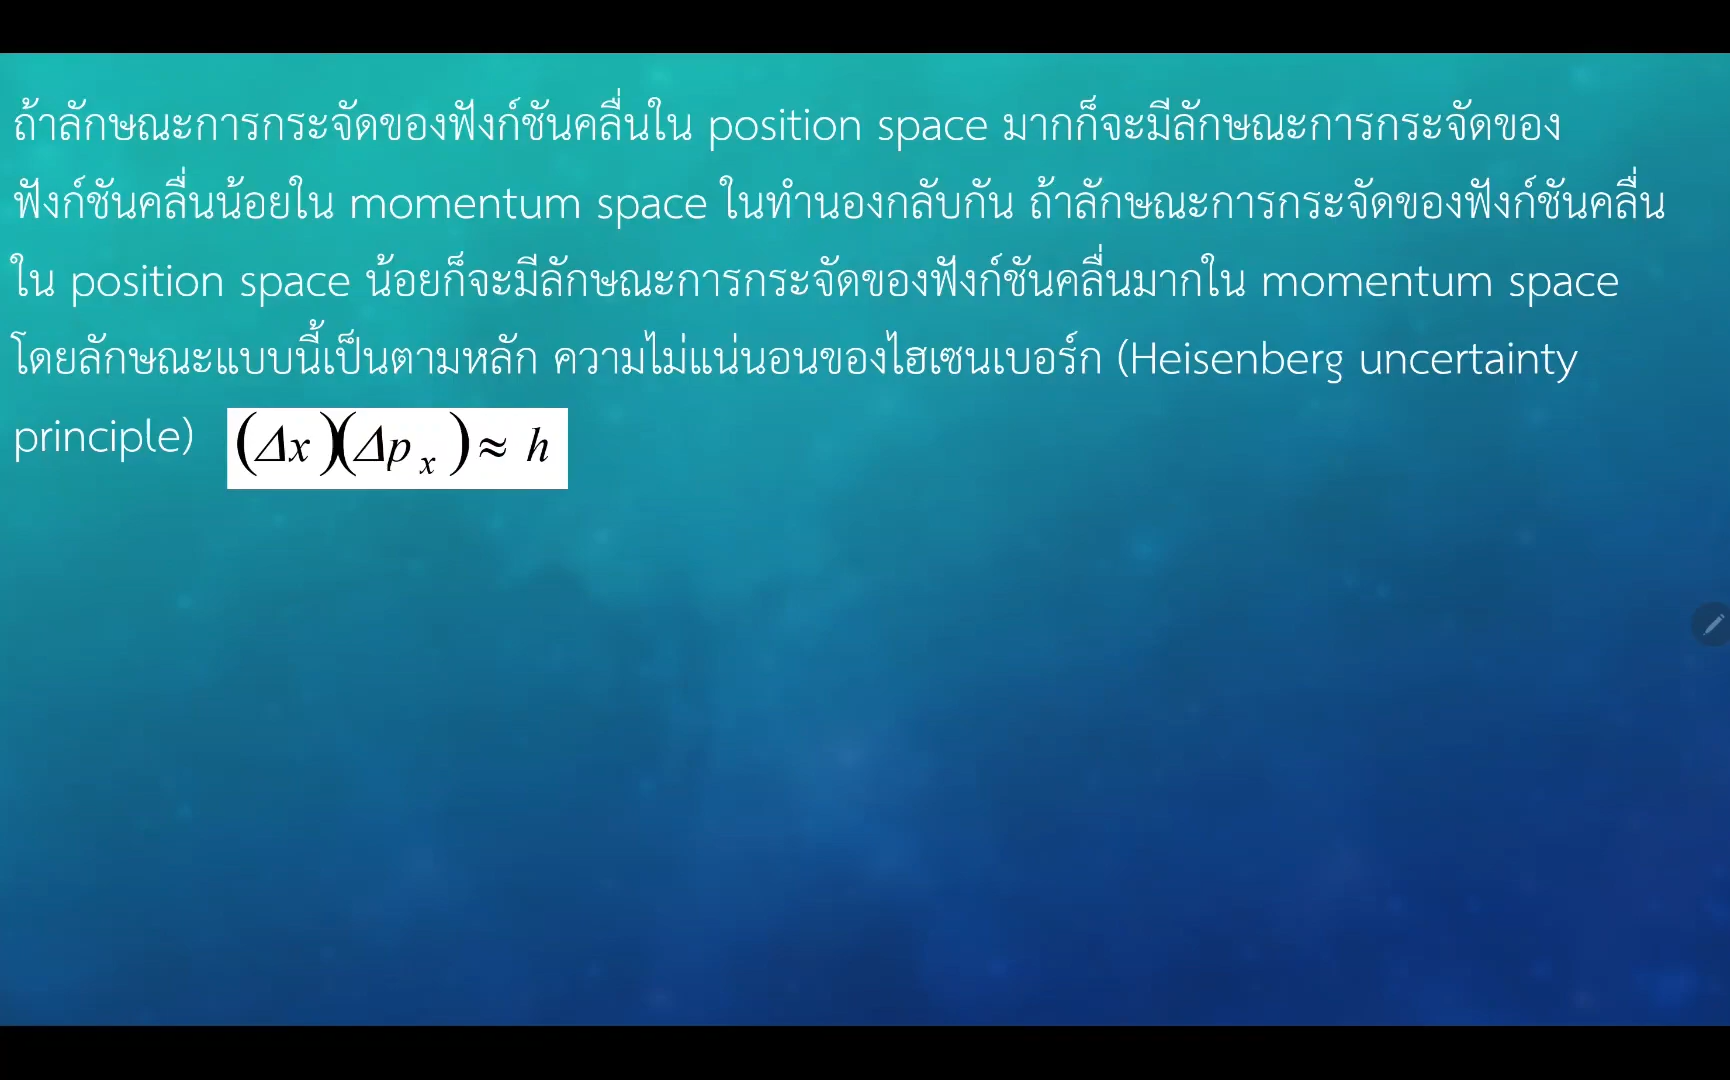 ถ้าลักษณะการกระจัดของฟังก์ชันคลื่นใน position space มากก็จะมีลักษณะการกระจัดของ
ฟังก์ชันคลื่นน้อยใน momentum space ในทำนองกลับกัน ถ้าลักษณะการกระจัดของฟังก์ชันคลื่น
ใน position space น้อยก็จะมีลักษณะการกระจัดของฟังก์ชันคลื่นมากใน momentum space
โดยลักษณะแบบนี้เป็นตามหลัก ความไม่แน่นอนของไฮเซนเบอร์ก (Heisenberg uncertainty
principle) (Δx)(Δp x) ≈ h